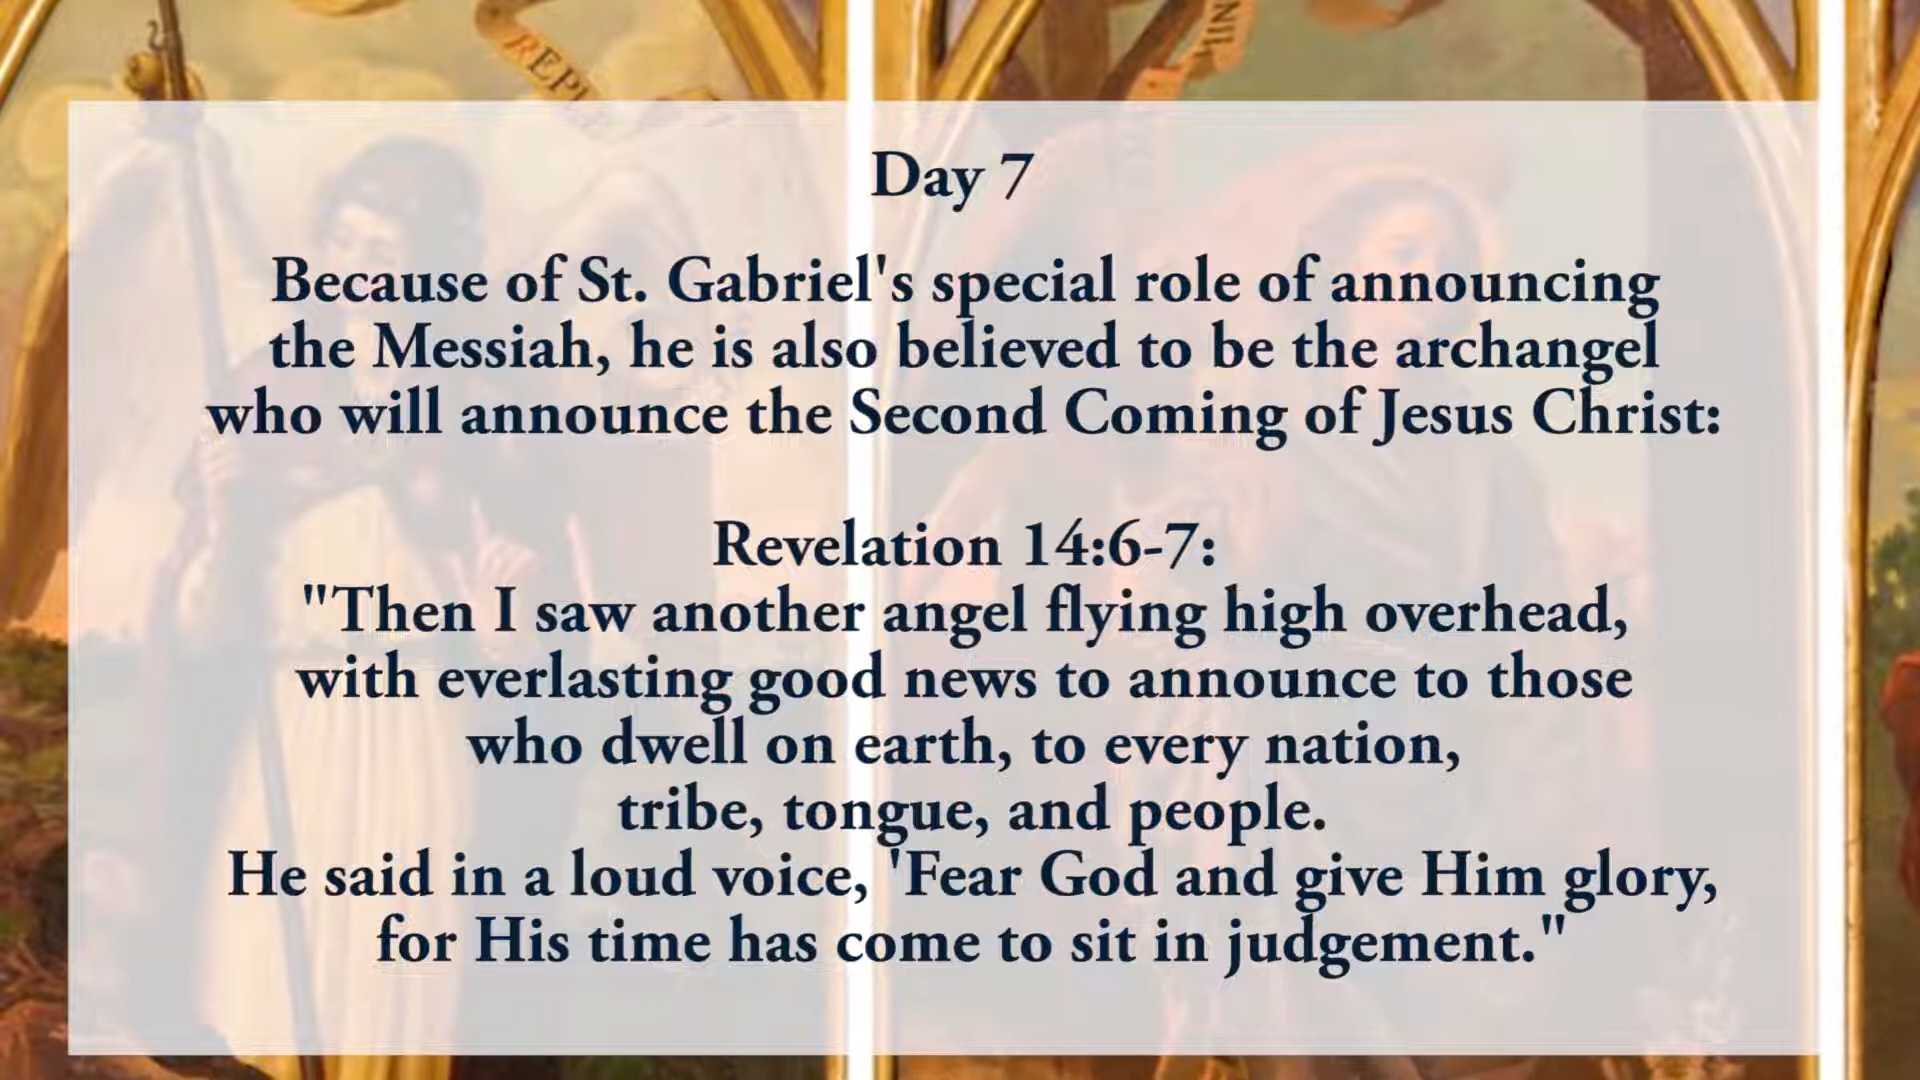 Day 7
Because of St. Gabriel's special role of announcing
the Messiah, he is also believed to be the archangel
who will announce the Second Coming of Jesus Christ:
Revelation 14:6-7:
"Then I saw another angel flying high overhead,
with everlasting good news to announce to those
who dwell on earth, to every nation,
tribe, tongue, and people.
He said in a loud voice, 'Fear God and give Him glory,
for His time has come to sit in judgement."